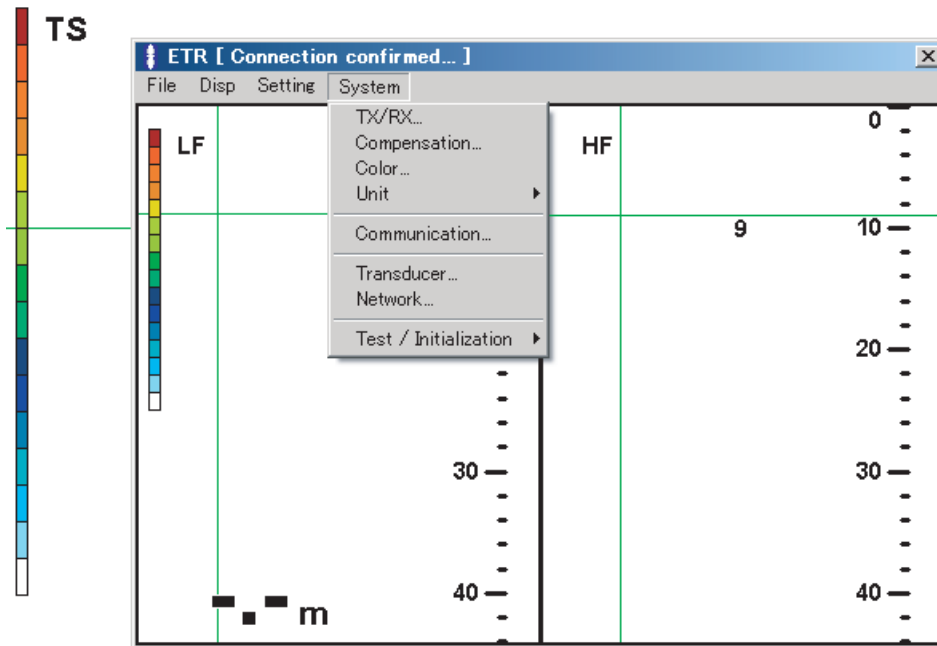 TS
ETR [ Connection confirmed... ]
File Disp Setting System
TX/RX...
Compensation...
Color...
Unit
Communication...
Transducer...
Network...
Test / Initialization
LF
30
40
-.- m
HF
9
0
10
20
30
40